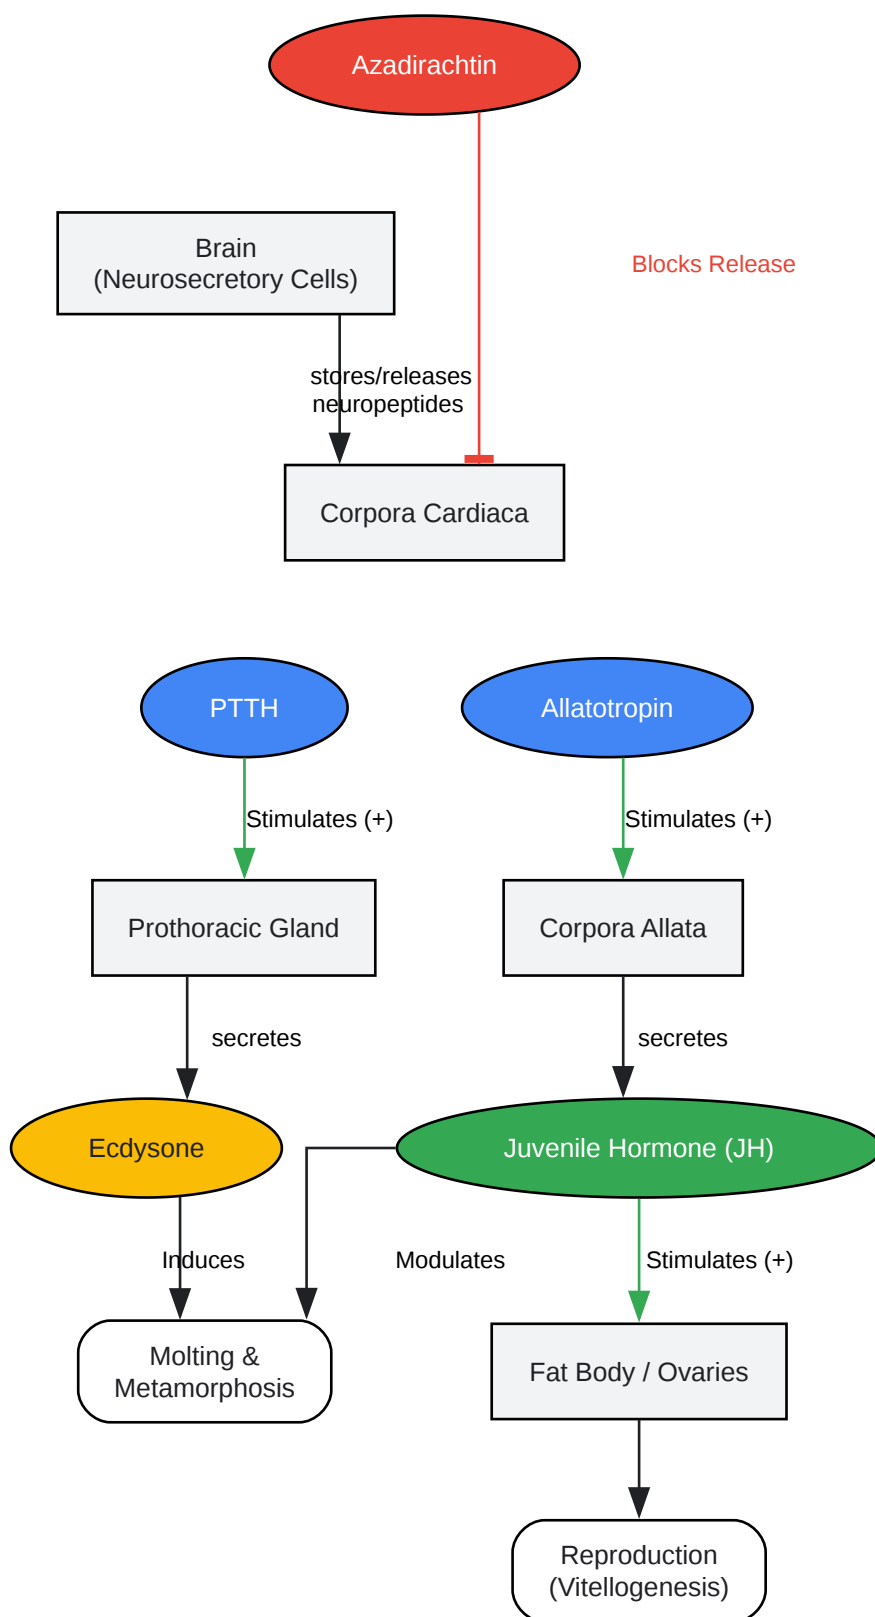 Azadirachtin
Brain
(Neurosecretory Cells)
Blocks Release
stores/releases
neuropeptides
Corpora Cardiaca
PTTH
Allatotropin
Stimulates (+)
Stimulates (+)
Prothoracic Gland
Corpora Allata
secretes
secretes
Ecdysone
Juvenile Hormone (JH)
Induces
Modulates
Stimulates (+)
Molting &
Metamorphosis
Fat Body / Ovaries
Reproduction
(Vitellogenesis)